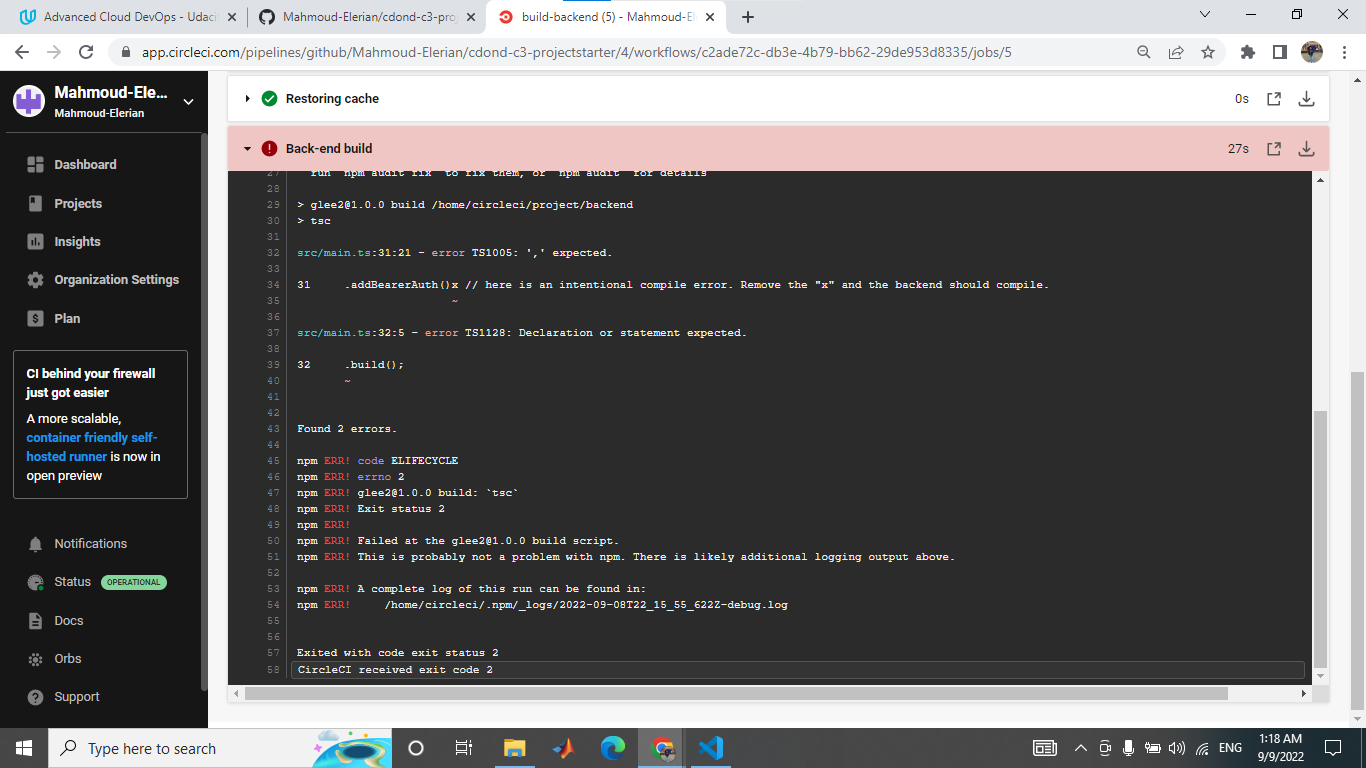 Advanced Cloud DevOps - Udaci
Mahmoud-Elerian/cdond-c3-proj
build-backend (5) - Mahmoud-El
app.circleci.com/pipelines/github/Mahmoud-Elerian/cdond-c3-projectstarter/4/workflows/c2ade72c-db3e-4b79-bb62-29de953d8335/jobs/5
Mahmoud-Ele...
Mahmoud-Elerian
Dashboard
Projects
Insights
Organization Settings
Plan
CI behind your firewall
just got easier
A more scalable,
container friendly self-
hosted runner is now in
open preview
Notifications
Status OPERATIONAL
Docs
Orbs
Support
Restoring cache 0s
Back-end build 27s
27 run `npm audit fix` to fix them, or `npm audit` for details
28
29 > glee2@1.0.0 build /home/circleci/project/backend
30 > tsc
31
32 src/main.ts:31:21 - error TS1005: ',' expected.
33
34 31 .addBearerAuth()x // here is an intentional compile error. Remove the "x" and the backend should compile.
35 ~
36
37 src/main.ts:32:5 - error TS1128: Declaration or statement expected.
38
39 32 .build();
40 ~
41
42
43 Found 2 errors.
44
45 npm ERR! code ELIFECYCLE
46 npm ERR! errno 2
47 npm ERR! glee2@1.0.0 build: `tsc`
48 npm ERR! Exit status 2
49 npm ERR!
50 npm ERR! Failed at the glee2@1.0.0 build script.
51 npm ERR! This is probably not a problem with npm. There is likely additional logging output above.
52
53 npm ERR! A complete log of this run can be found in:
54 npm ERR! /home/circleci/.npm/_logs/2022-09-08T22_15_55_622Z-debug.log
55
56
57 Exited with code exit status 2
58 CircleCI received exit code 2
Type here to search
ENG
1:18 AM
9/9/2022